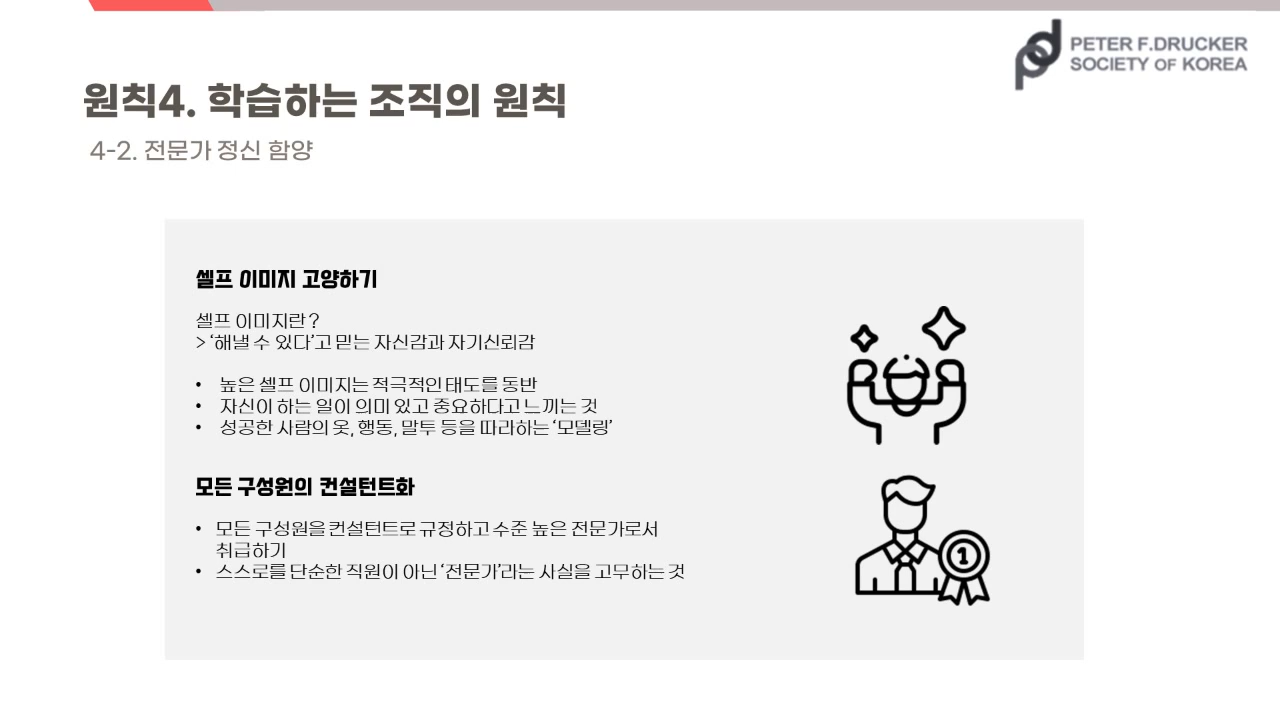 PETER F.DRUCKER
SOCIETY OF KOREA
원칙4. 학습하는 조직의 원칙
4-2. 전문가 정신 함양
셀프 이미지 고양하기
셀프 이미지란?
> ‘해낼 수 있다’고 믿는 자신감과 자기신뢰감
• 높은 셀프 이미지는 적극적인 태도를 동반
• 자신이 하는 일이 의미 있고 중요하다고 느끼는 것
• 성공한 사람의 옷, 행동, 말투 등을 따라하는 ‘모델링’
모든 구성원의 컨설턴트화
• 모든 구성원을 컨설턴트로 규정하고 수준 높은 전문가로서
취급하기
• 스스로를 단순한 직원이 아닌 ‘전문가’라는 사실을 고무하는 것
1